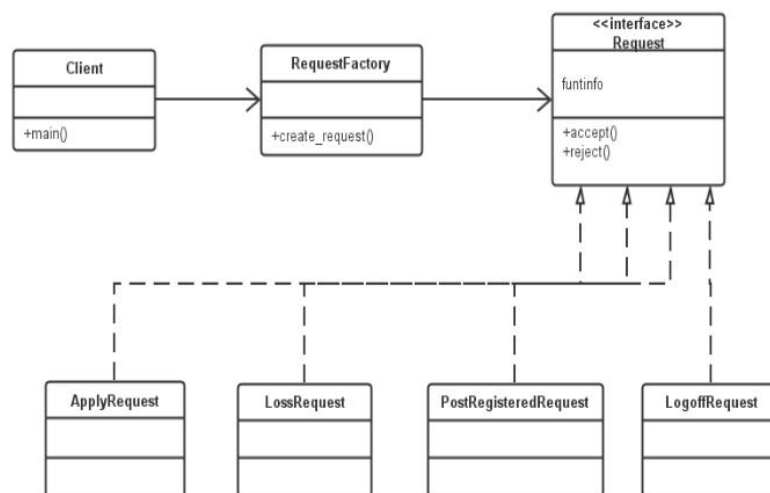 Client
+main()
RequestFactory
+create_request()
<<interface>>
Request
funtinfo
+accept()
+reject()
ApplyRequest
LossRequest
PostRegisteredRequest
LogoffRequest